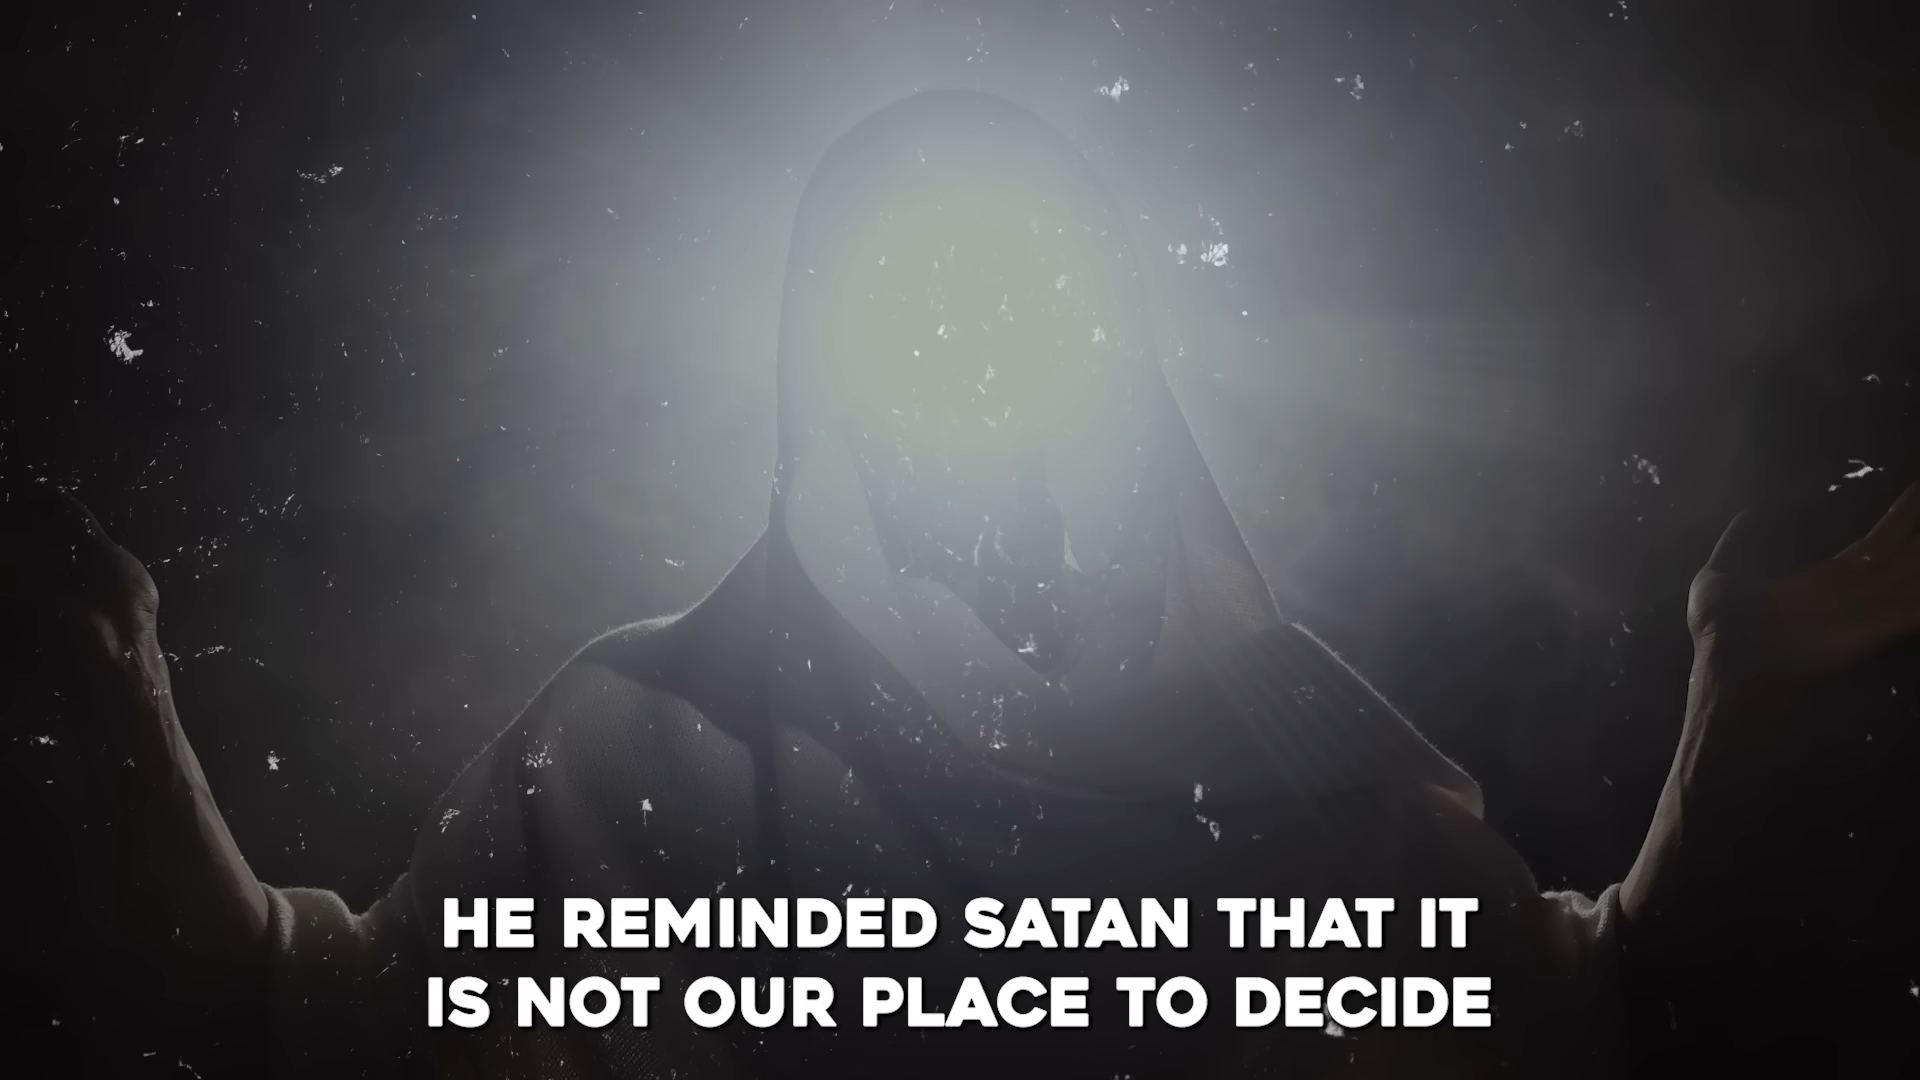 HE REMINDED SATAN THAT IT
IS NOT OUR PLACE TO DECIDE